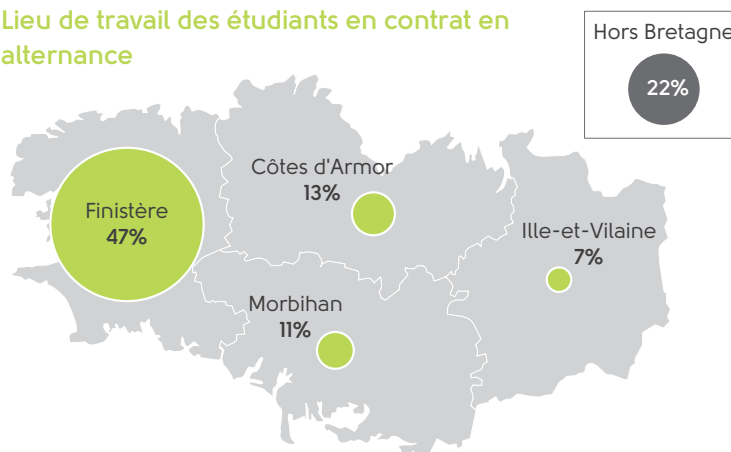 Lieu de travail des étudiants en contrat en
alternance
Hors Bretagne
22%
Côtes d'Armor
13%
Finistère
47%
Ille-et-Vilaine
7%
Morbihan
11%